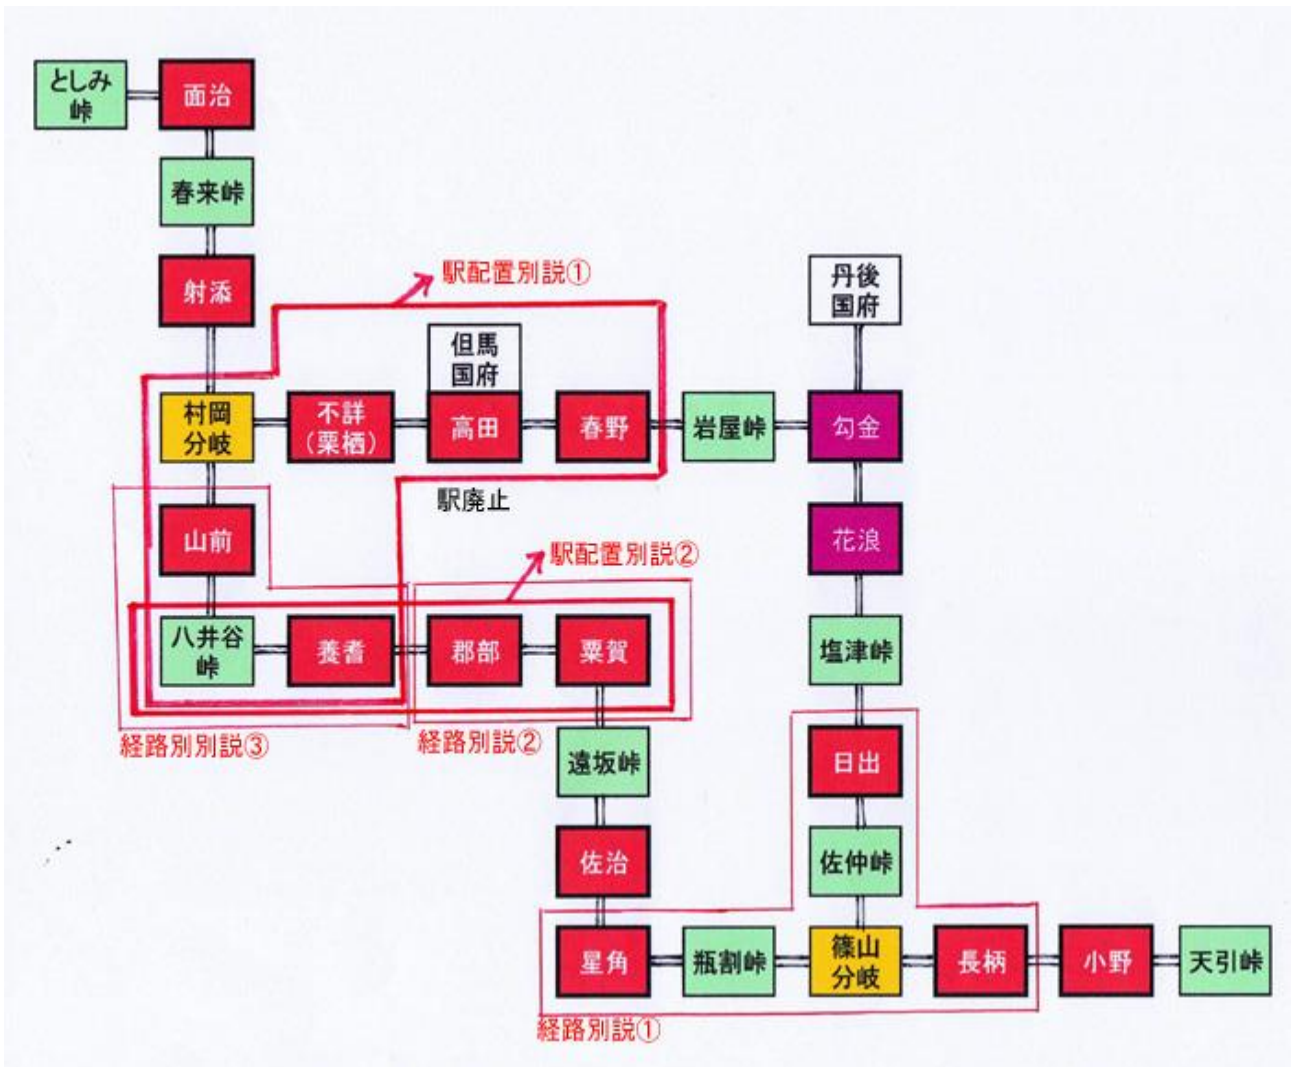 としみ
峠
面治
春来峠
射添
駅配置別説①
丹後
国府
但馬
国府
村岡
分岐
不詳
（栗栖）
高田
春野
岩屋峠
勾金
駅廃止
山前
花浪
駅配置別説②
八井谷
峠
養耆
郡部
粟賀
塩津峠
経路別別説③
経路別説②
遠坂峠
日出
佐治
佐仲峠
星角
瓶割峠
篠山
分岐
長柄
小野
天引峠
経路別説①